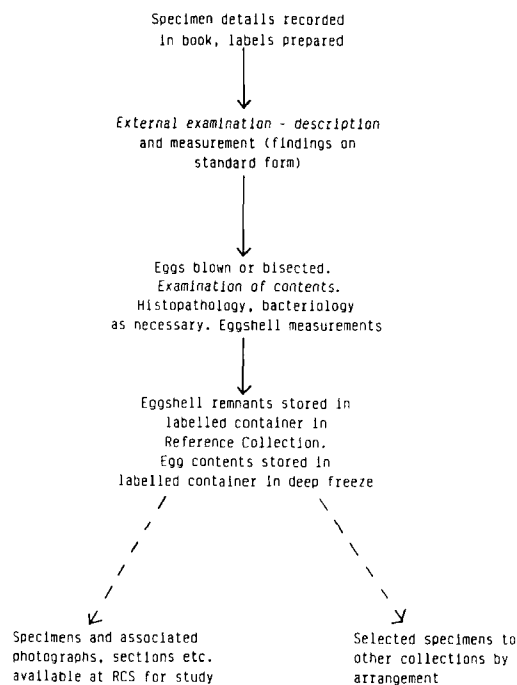 Specimen details recorded
in book, labels prepared
External examination - description
and measurement (findings on
standard form)
Eggs blown or bisected.
Examination of contents.
Histopathology, bacteriology
as necessary. Eggshell measurements
Eggshell remnants stored in
labelled container in
Reference Collection.
Egg contents stored in
labelled container in deep freeze
Specimens and associated
photographs, sections etc.
available at RCS for study
Selected specimens to
other collections by
arrangement